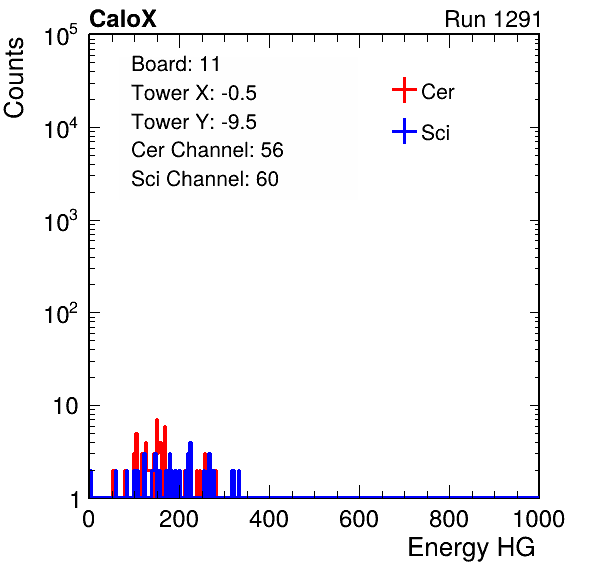 CaloX Run 1291
Counts
10^5
10^4
10^3
10^2
10
1
Board: 11
Tower X: -0.5
Tower Y: -9.5
Cer Channel: 56
Sci Channel: 60
Cer
Sci
0 200 400 600 800 1000
Energy HG